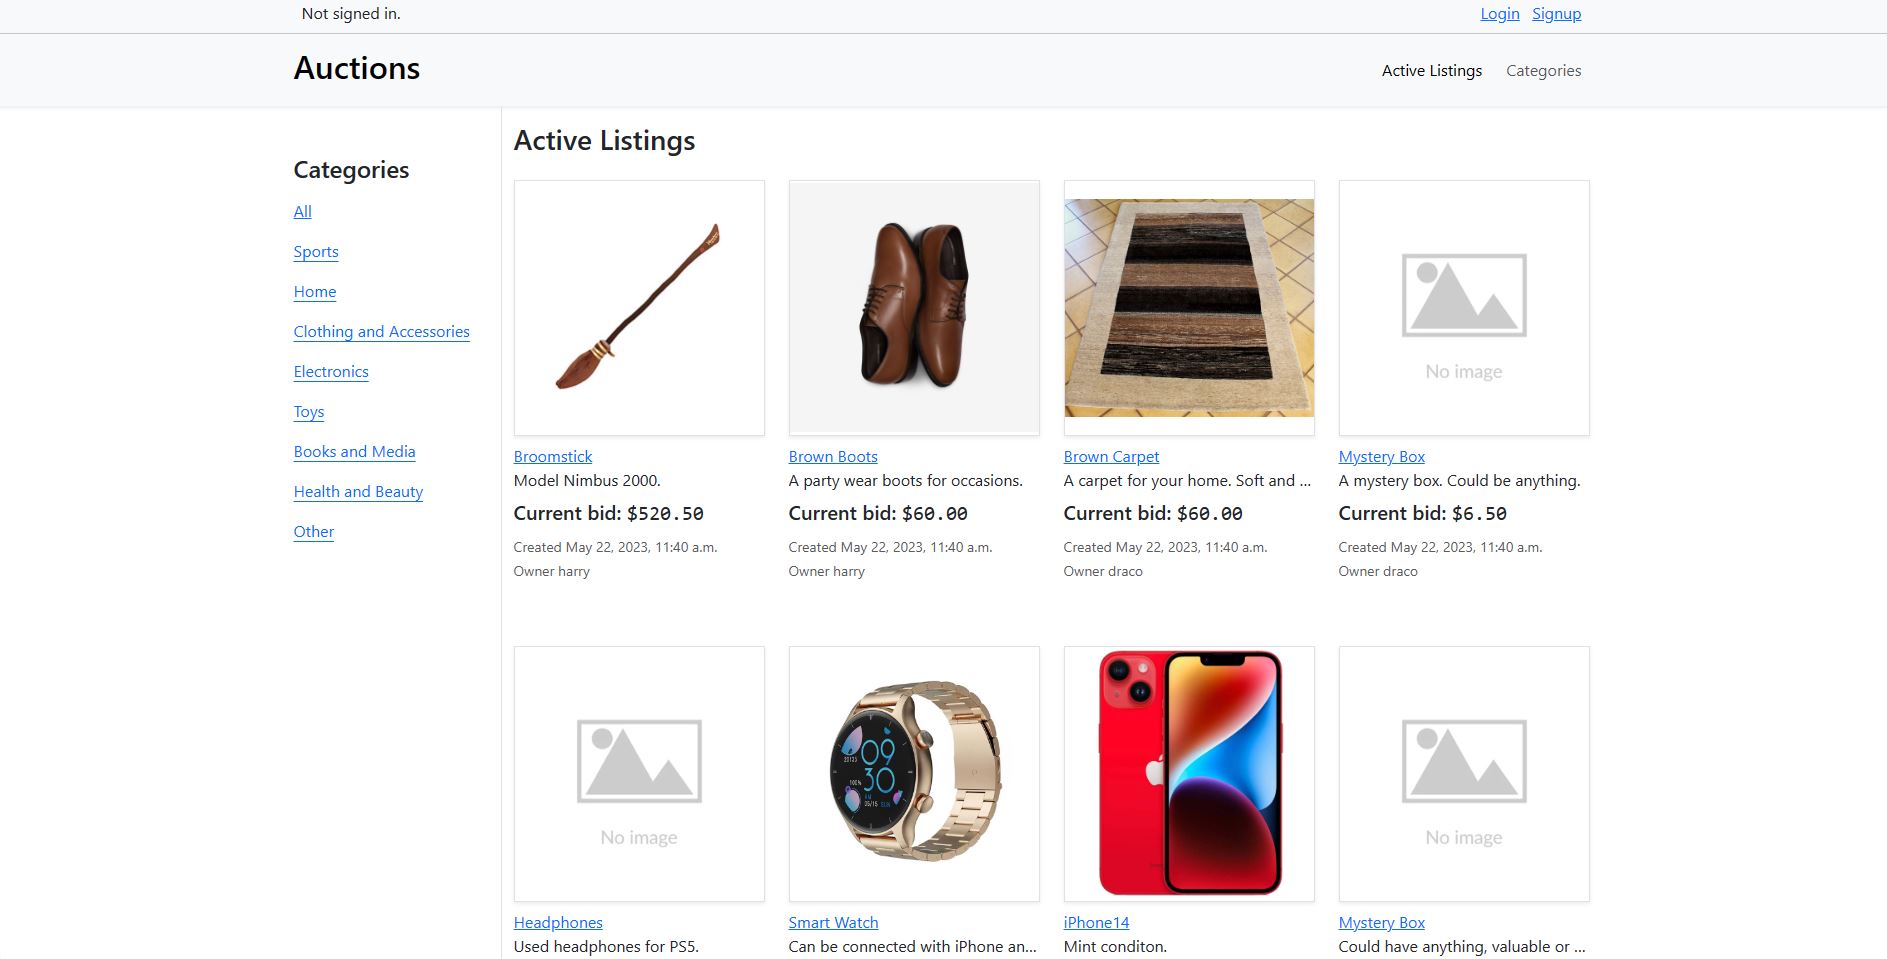 Not signed in.
Login Signup
Auctions
Active Listings Categories
Categories
All
Sports
Home
Clothing and Accessories
Electronics
Toys
Books and Media
Health and Beauty
Other
Active Listings
Broomstick
Model Nimbus 2000.
Current bid: $520.50
Created May 22, 2023, 11:40 a.m.
Owner harry
Brown Boots
A party wear boots for occasions.
Current bid: $60.00
Created May 22, 2023, 11:40 a.m.
Owner harry
Brown Carpet
A carpet for your home. Soft and ...
Current bid: $60.00
Created May 22, 2023, 11:40 a.m.
Owner draco
No image
Mystery Box
A mystery box. Could be anything.
Current bid: $6.50
Created May 22, 2023, 11:40 a.m.
Owner draco
No image
Headphones
Used headphones for PS5.
09
30
100%
AM
05/15 SUN
Smart Watch
Can be connected with iPhone an...
iPhone14
Mint conditon.
No image
Mystery Box
Could have anything, valuable or ...